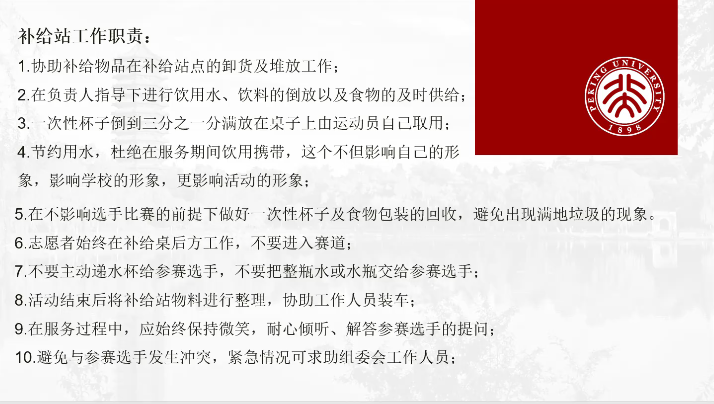 补给站工作职责：
PEKING UNIVERSITY
1898
1.协助补给物品在补给站点的卸货及堆放工作；
2.在负责人指导下进行饮用水、饮料的倒放以及食物的及时供给；
3.一次性杯子倒到三分之一分满放在桌子上由运动员自己取用；
4.节约用水，杜绝在服务期间饮用携带，这个不但影响自己的形
象，影响学校的形象，更影响活动的形象；
5.在不影响选手比赛的前提下做好一次性杯子及食物包装的回收，避免出现满地垃圾的现象。
6.志愿者始终在补给桌后方工作，不要进入赛道；
7.不要主动递水杯给参赛选手，不要把整瓶水或水瓶交给参赛选手；
8.活动结束后将补给站物料进行整理，协助工作人员装车；
9.在服务过程中，应始终保持微笑，耐心倾听、解答参赛选手的提问；
10.避免与参赛选手发生冲突，紧急情况可求助组委会工作人员；